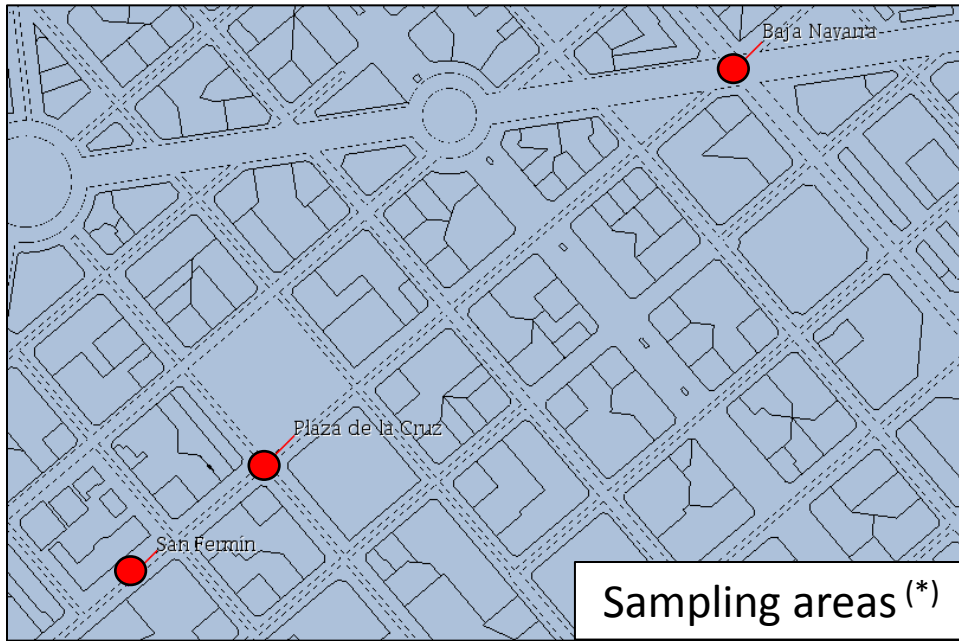 Baja Navarra
Plaza de la Cruz
San Fermín
Sampling areas (*)